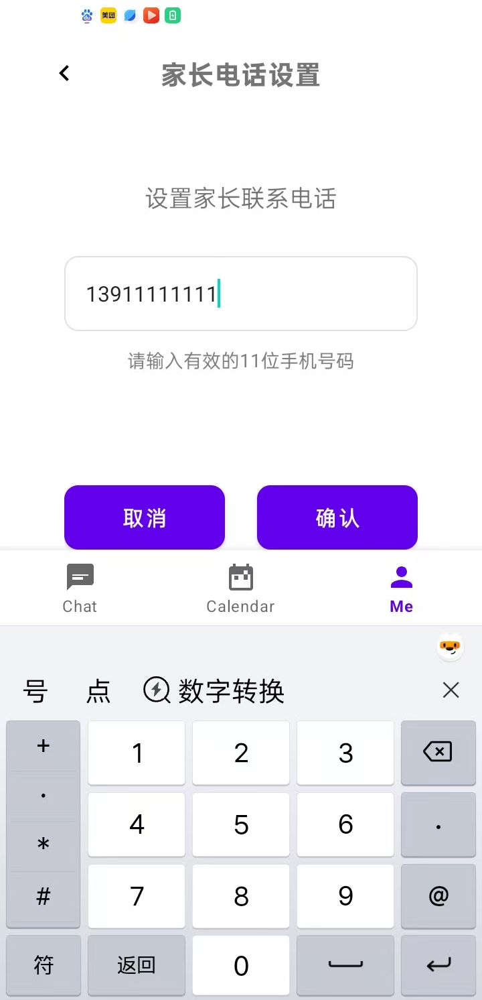 du 美团
家长电话设置
设置家长联系电话
13911111111
请输入有效的11位手机号码
取消 确认
Chat Calendar Me
号 点 数字转换
+ 1 2 3
. 4 5 6 .
* 7 8 9 @
#
符 返回 0